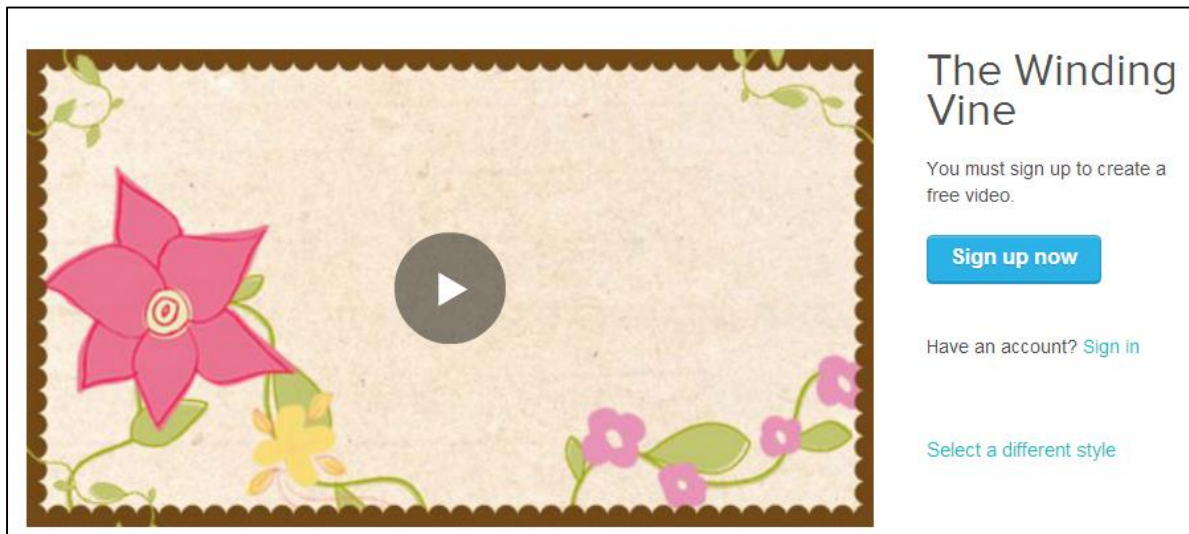 The Winding
Vine
You must sign up to create a
free video.
Sign up now
Have an account? Sign in
Select a different style